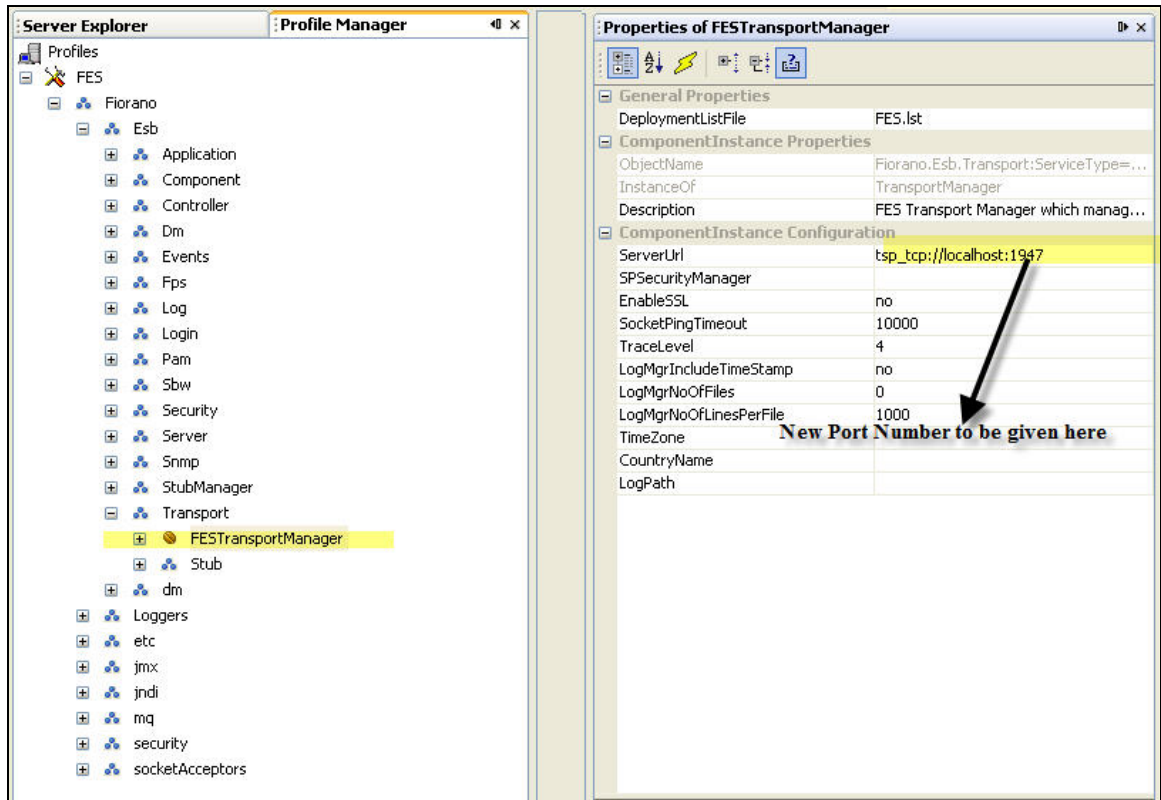 Server Explorer
Profile Manager
Profiles
FES
Fiorano
Esb
Application
Component
Controller
Dm
Events
Fps
Log
Login
Pam
Sbw
Security
Server
Snmp
StubManager
Transport
FESTransportManager
Stub
dm
Loggers
etc
jmx
jndi
mq
security
socketAcceptors
Properties of FESTransportManager
General Properties
DeploymentListFile FES.lst
ComponentInstance Properties
ObjectName Fiorano.Esb.Transport:ServiceType=...
InstanceOf TransportManager
Description FES Transport Manager which manag...
ComponentInstance Configuration
ServerUrl tsp_tcp://localhost:1947
SPSecurityManager
EnableSSL no
SocketPingTimeout 10000
TraceLevel 4
LogMgrIncludeTimeStamp no
LogMgrNoOfFiles 0
LogMgrNoOfLinesPerFile 1000
TimeZone
New Port Number to be given here
CountryName
LogPath